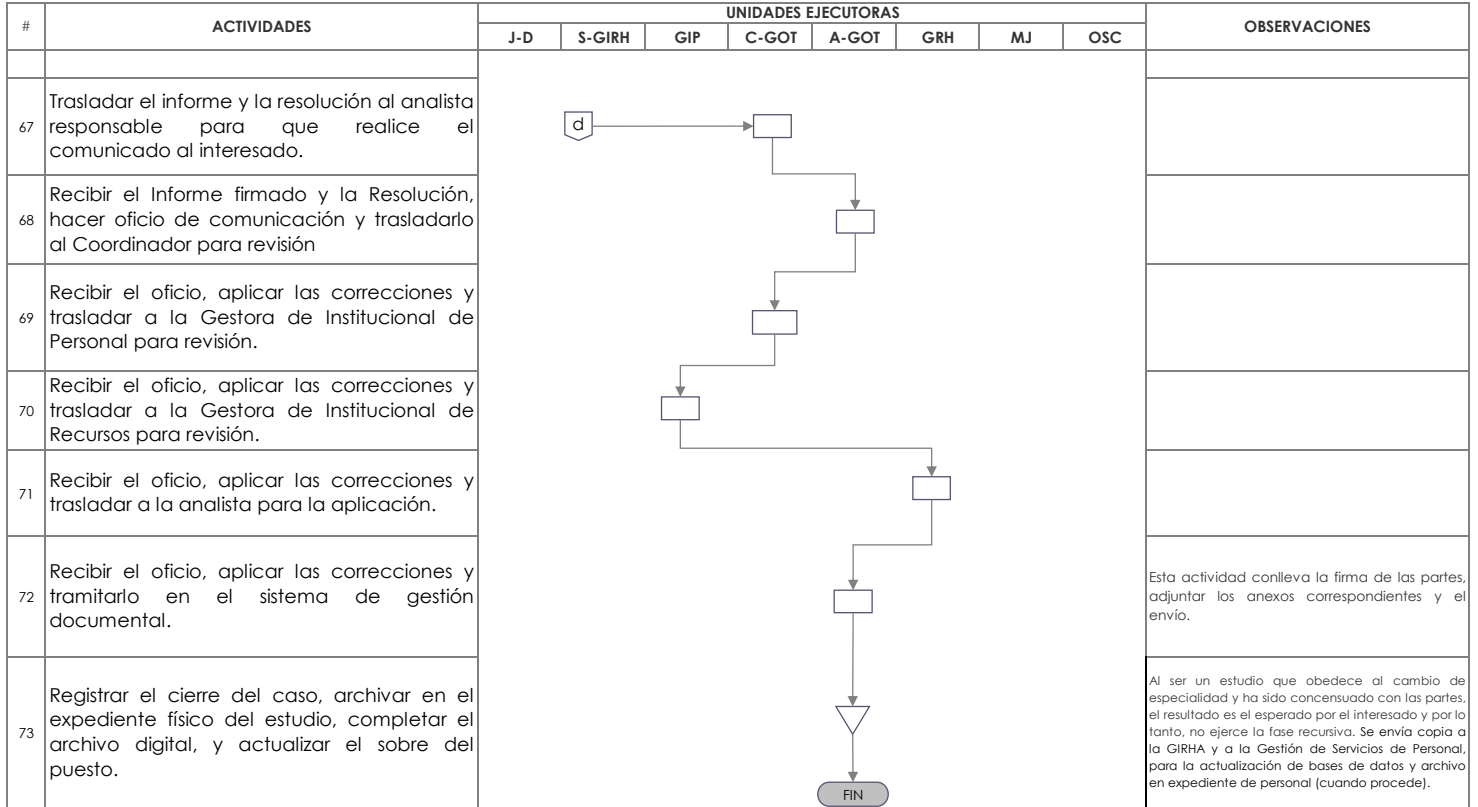 # ACTIVIDADES UNIDADES EJECUTORAS OBSERVACIONES
J-D S-GIRH GIP C-GOT A-GOT GRH MJ OSC
Trasladar el informe y la resolución al analista
67 responsable para que realice el
comunicado al interesado.
d
Recibir el Informe firmado y la Resolución,
68 hacer oficio de comunicación y trasladarlo
al Coordinador para revisión
Recibir el oficio, aplicar las correcciones y
69 trasladar a la Gestora de Institucional de
Personal para revisión.
Recibir el oficio, aplicar las correcciones y
70 trasladar a la Gestora de Institucional de
Recursos para revisión.
71 Recibir el oficio, aplicar las correcciones y
trasladar a la analista para la aplicación.
Recibir el oficio, aplicar las correcciones y
72 tramitarlo en el sistema de gestión
documental.
Esta actividad conlleva la firma de las partes,
adjuntar los anexos correspondientes y el
envío.
Registrar el cierre del caso, archivar en el
expediente físico del estudio, completar el
73 archivo digital, y actualizar el sobre del
puesto.
Al ser un estudio que obedece al cambio de
especialidad y ha sido concensuado con las partes,
el resultado es el esperado por el interesado y por lo
tanto, no ejerce la fase recursiva. Se envía copia a
la GIRHA y a la Gestión de Servicios de Personal,
para la actualización de bases de datos y archivo
en expediente de personal (cuando procede).
FIN